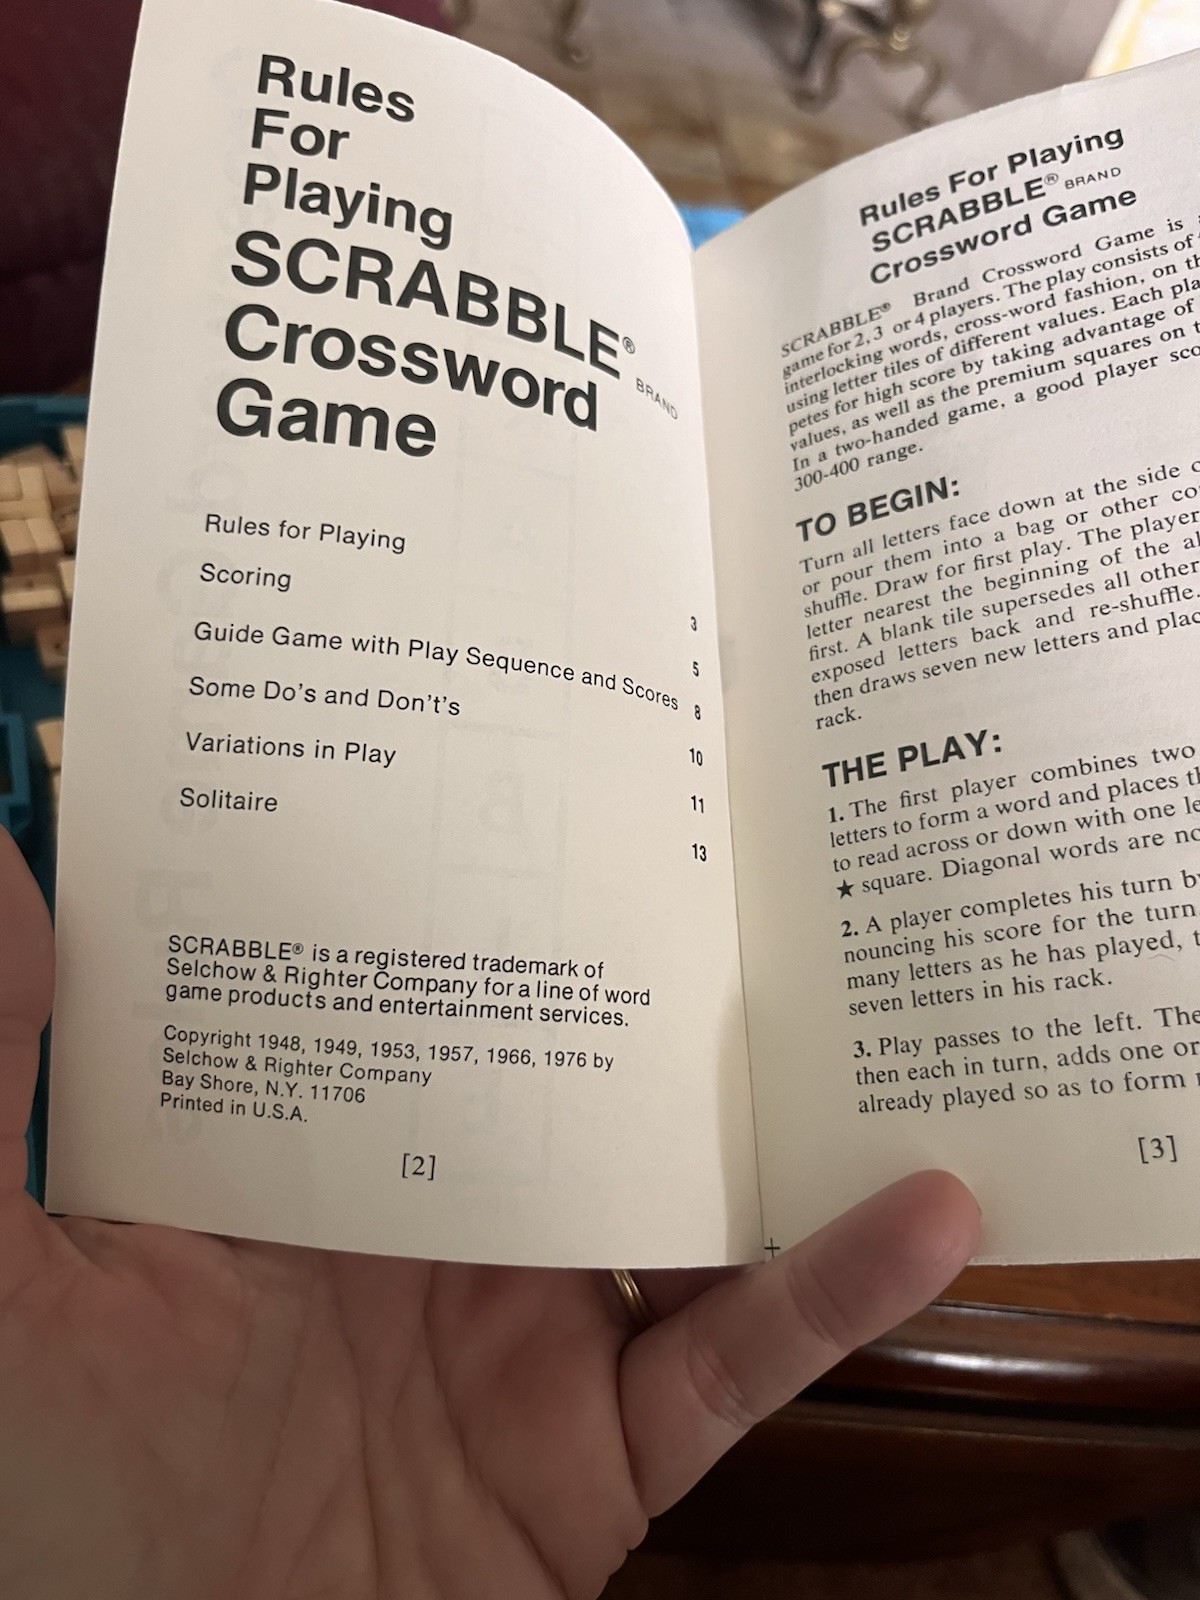 Rules
For
Playing
SCRABBLE®
BRAND
Crossword
Game
Rules for Playing 3
Scoring 5
Guide Game with Play Sequence and Scores 8
Some Do's and Don't's 10
Variations in Play 11
Solitaire 13
SCRABBLE® is a registered trademark of
Selchow & Righter Company for a line of word
game products and entertainment services.
Copyright 1948, 1949, 1953, 1957, 1966, 1976 by
Selchow & Righter Company
Bay Shore, N.Y. 11706
Printed in U.S.A.
[2]
Rules For Playing
SCRABBLE® BRAND
Crossword Game
SCRABBLE® Brand Crossword Game is
game for 2, 3 or 4 players. The play consists of
interlocking words, cross-word fashion, on
using letter tiles of different values. Each
petes for high score by taking advantage of
values, as well as the premium squares on
In a two-handed game, a good player
300-400 range.
TO BEGIN:
Turn all letters face down at the side
or pour them into a bag or other
shuffle. Draw for first play. The player
letter nearest the beginning of the
first. A blank tile supersedes all other
exposed letters back and re-shuffle.
then draws seven new letters and
rack.
THE PLAY:
1. The first player combines two
letters to form a word and places
to read across or down with one
★ square. Diagonal words are
2. A player completes his turn
nouncing his score for the turn.
many letters as he has played,
seven letters in his rack.
3. Play passes to the left. The
then each in turn, adds one or
already played so as to form
[3]